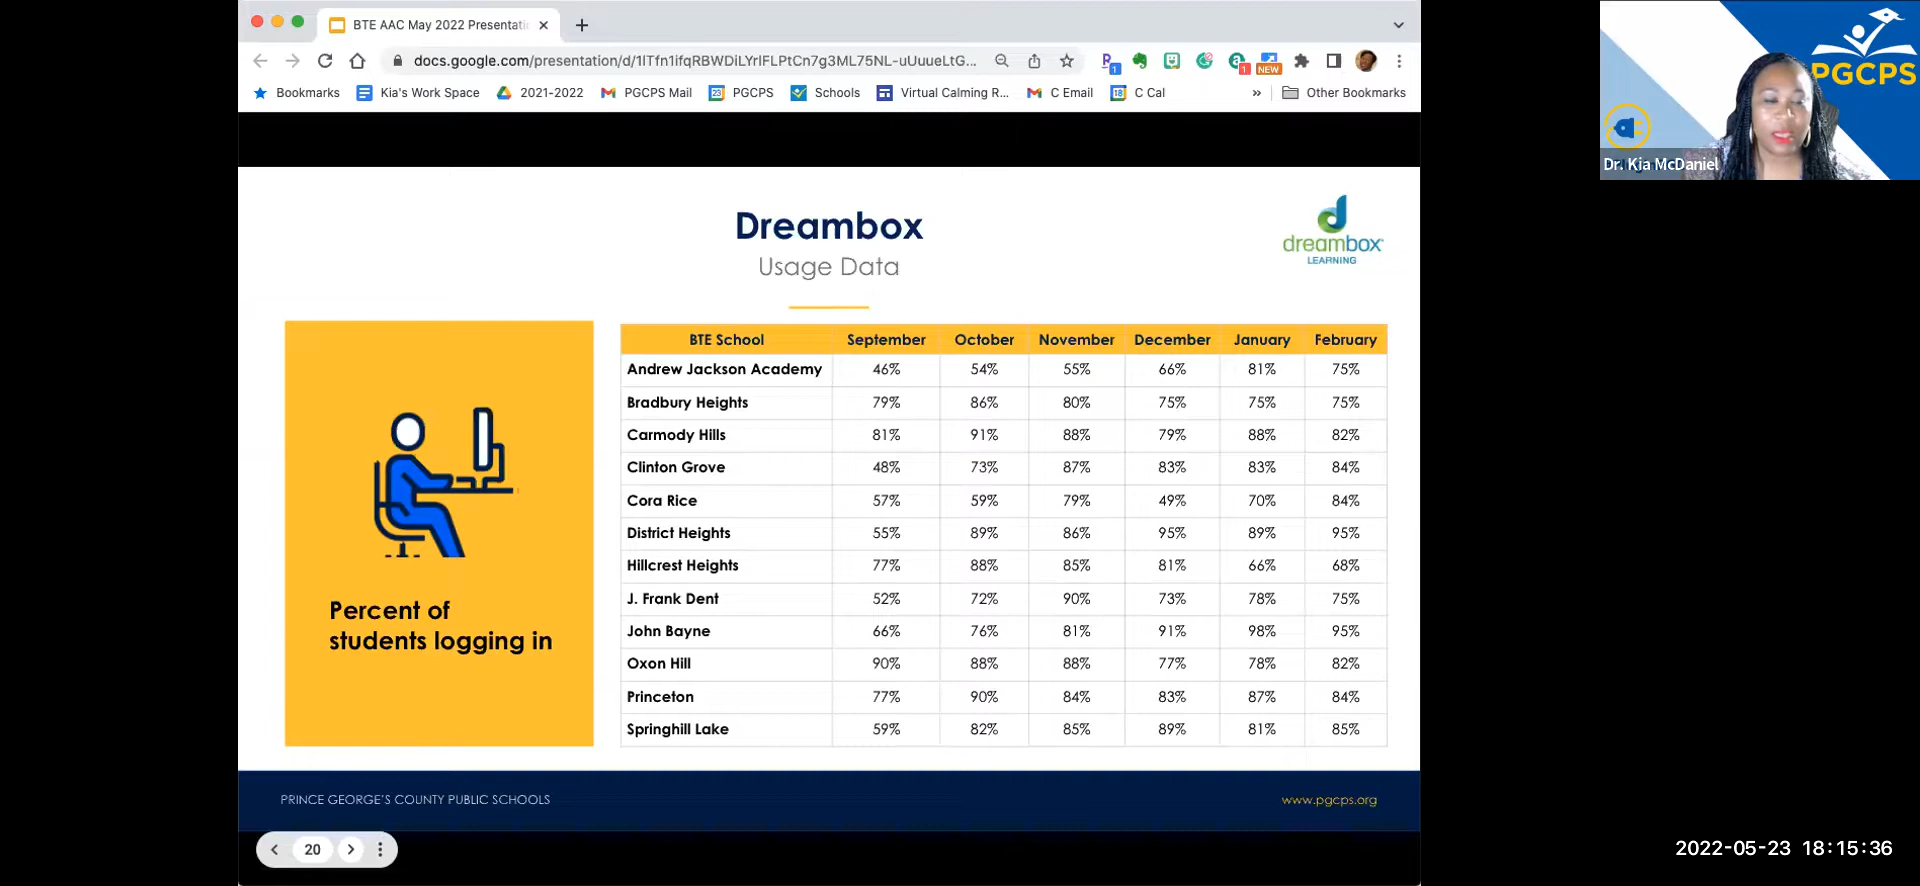 BTE AAC May 2022 Presentati
docs.google.com/presentation/d/1lTfn1ifqRBWDiLYrIFLPtCn7g3ML75NL-uUuueLtG...
1
1
NEW
Bookmarks Kia's Work Space 2021-2022 PGCPS Mail 23 PGCPS Schools Virtual Calming R... C Email 18 C Cal » Other Bookmarks
PGCPS
Dr. Kia McDaniel
Dreambox
Usage Data
dreambox
LEARNING
Percent of
students logging in
BTE School September October November December January February
Andrew Jackson Academy 46% 54% 55% 66% 81% 75%
Bradbury Heights 79% 86% 80% 75% 75% 75%
Carmody Hills 81% 91% 88% 79% 88% 82%
Clinton Grove 48% 73% 87% 83% 83% 84%
Cora Rice 57% 59% 79% 49% 70% 84%
District Heights 55% 89% 86% 95% 89% 95%
Hillcrest Heights 77% 88% 85% 81% 66% 68%
J. Frank Dent 52% 72% 90% 73% 78% 75%
John Bayne 66% 76% 81% 91% 98% 95%
Oxon Hill 90% 88% 88% 77% 78% 82%
Princeton 77% 90% 84% 83% 87% 84%
Springhill Lake 59% 82% 85% 89% 81% 85%
PRINCE GEORGE'S COUNTY PUBLIC SCHOOLS
www.pgcps.org
20
2022-05-23 18:15:36